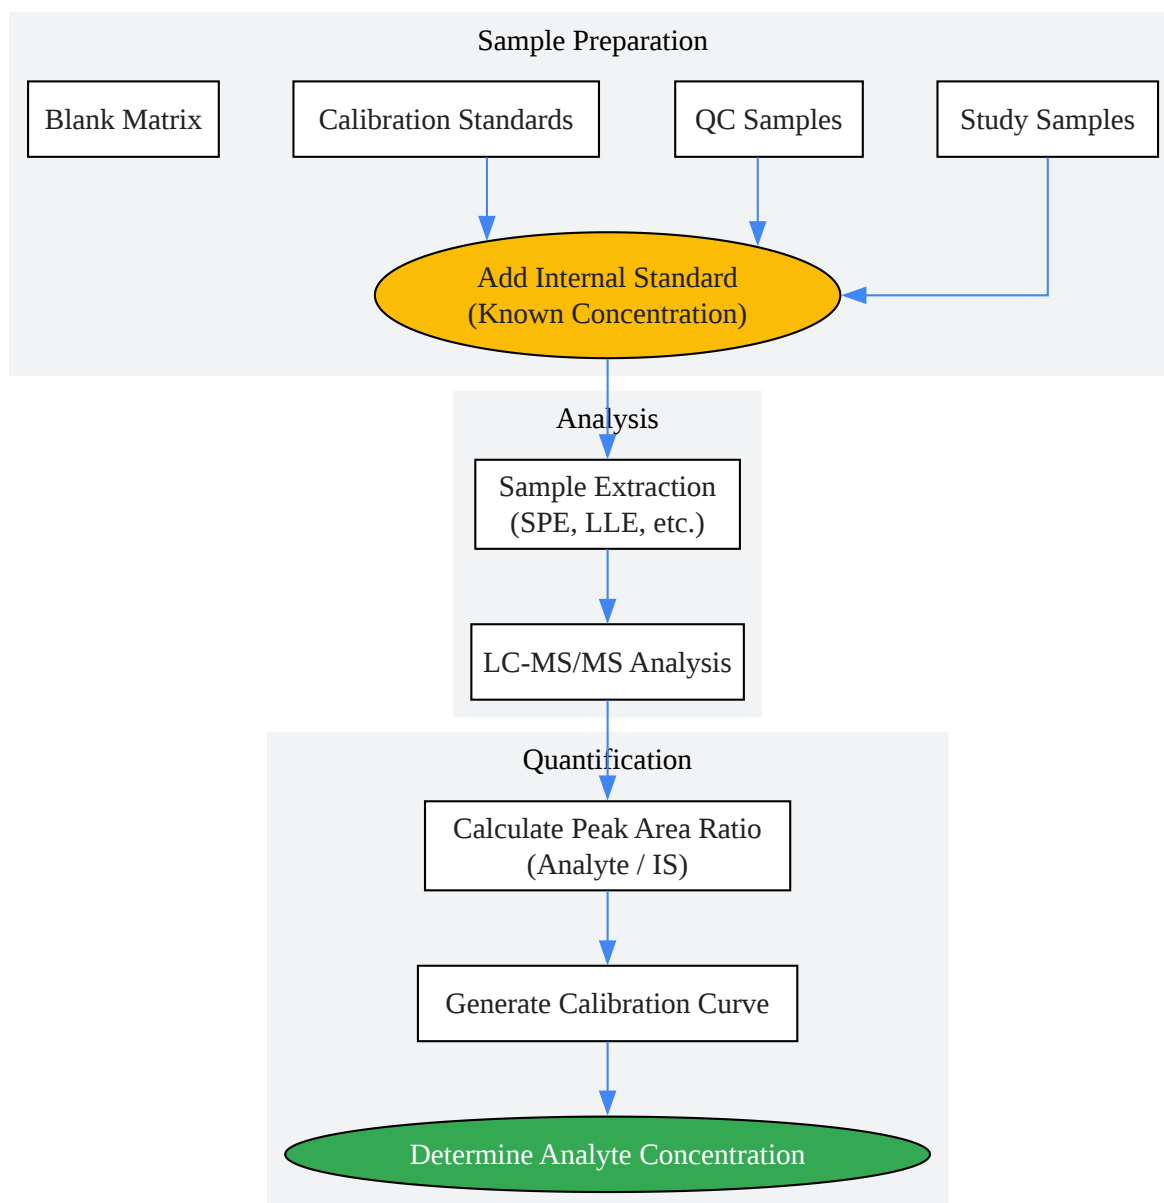 Sample Preparation
Blank Matrix
Calibration Standards
QC Samples
Study Samples
Add Internal Standard
(Known Concentration)
Analysis
Sample Extraction
(SPE, LLE, etc.)
LC-MS/MS Analysis
Quantification
Calculate Peak Area Ratio
(Analyte / IS)
Generate Calibration Curve
Determine Analyte Concentration